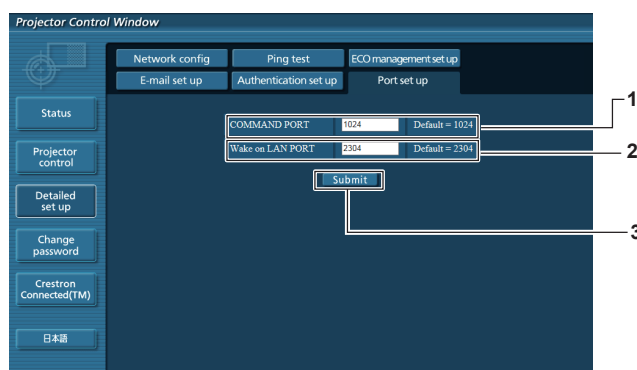 Projector Control Window
Network config Ping test ECO management set up
E-mail set up Authentication set up Port set up
Status
Projector
control
Detailed
set up
Change
password
Crestron
Connected(TM)
日本語
COMMAND PORT 1024 Default = 1024
Wake on LAN PORT 2304 Default = 2304
Submit
1
2
3